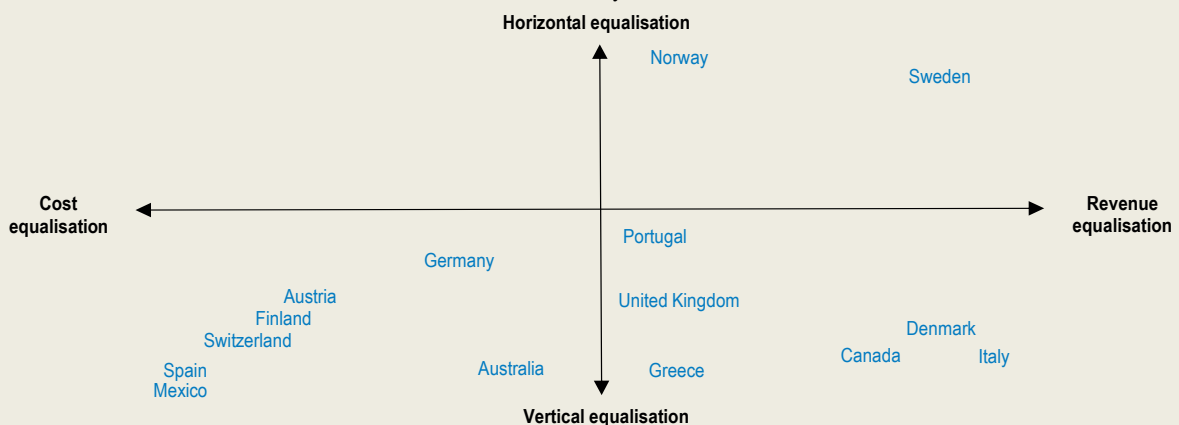 Horizontal equalisation
Norway
Sweden
Cost
equalisation
Revenue
equalisation
Portugal
Germany
Austria
United Kingdom
Finland
Denmark
Switzerland
Canada
Italy
Spain
Australia
Greece
Mexico
Vertical equalisation